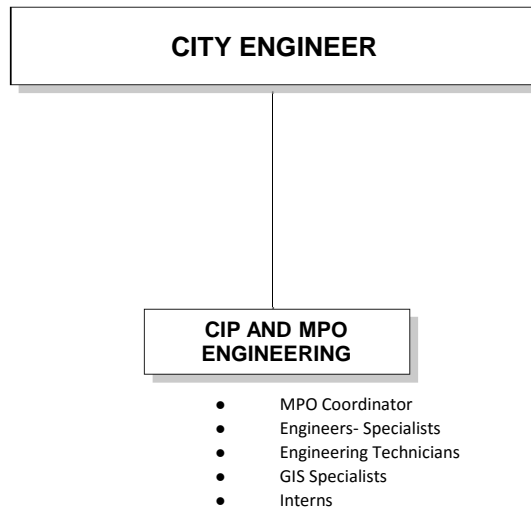 CITY ENGINEER
CIP AND MPO
ENGINEERING
● MPO Coordinator
● Engineers- Specialists
● Engineering Technicians
● GIS Specialists
● Interns